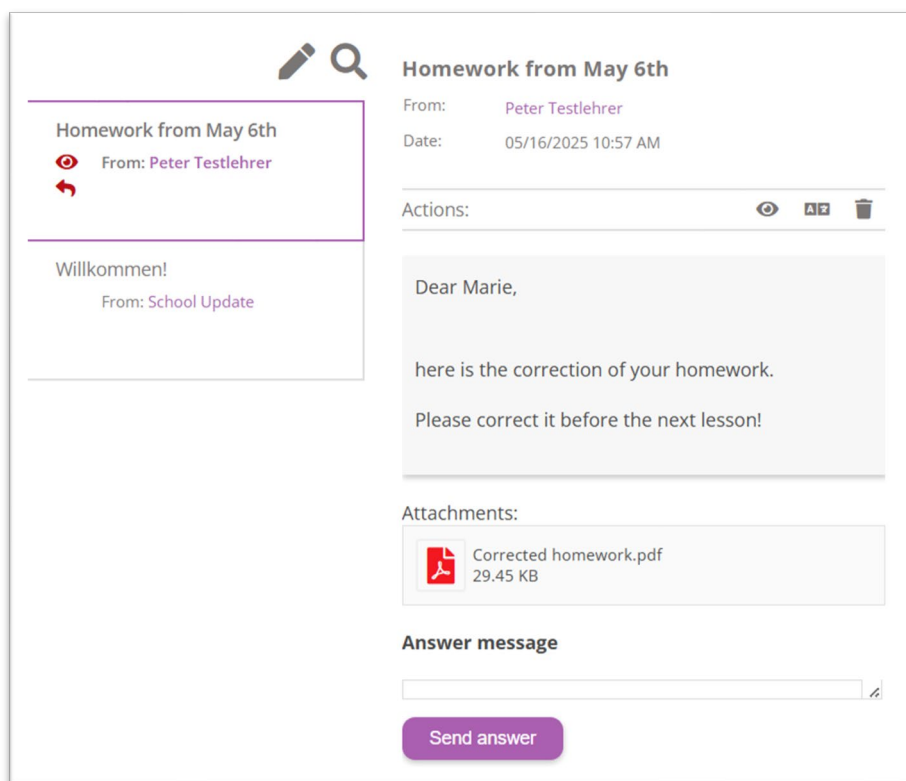 Homework from May 6th
From: Peter Testlehrer
Willkommen!
From: School Update
Homework from May 6th
From: Peter Testlehrer
Date: 05/16/2025 10:57 AM
Actions:
Dear Marie,
here is the correction of your homework.
Please correct it before the next lesson!
Attachments:
Corrected homework.pdf
29.45 KB
Answer message
Send answer